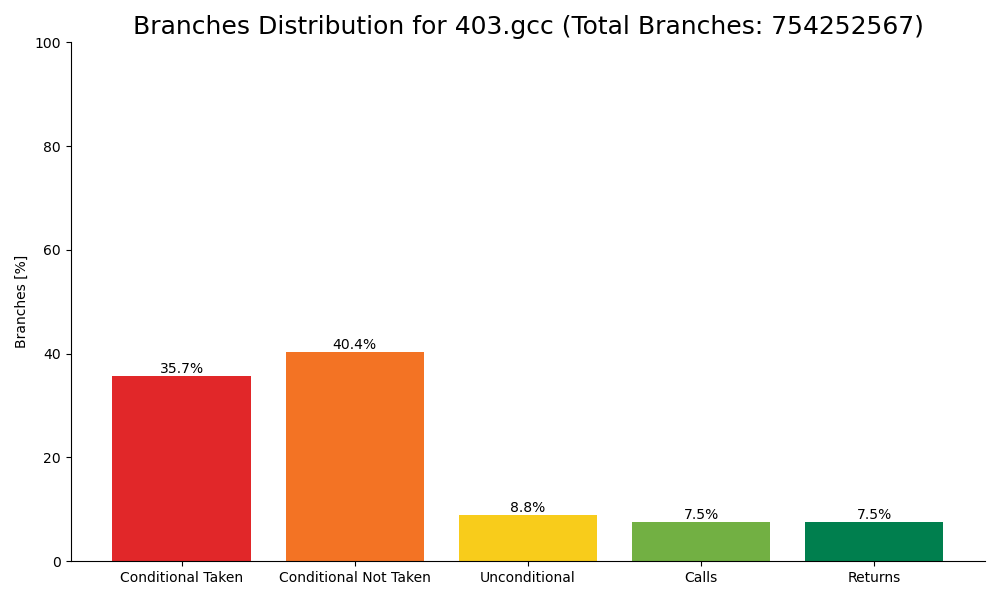 Branches Distribution for 403.gcc (Total Branches: 754252567)
100
80
60
40
20
0
Branches [%]
35.7%
40.4%
8.8%
7.5%
7.5%
Conditional Taken
Conditional Not Taken
Unconditional
Calls
Returns